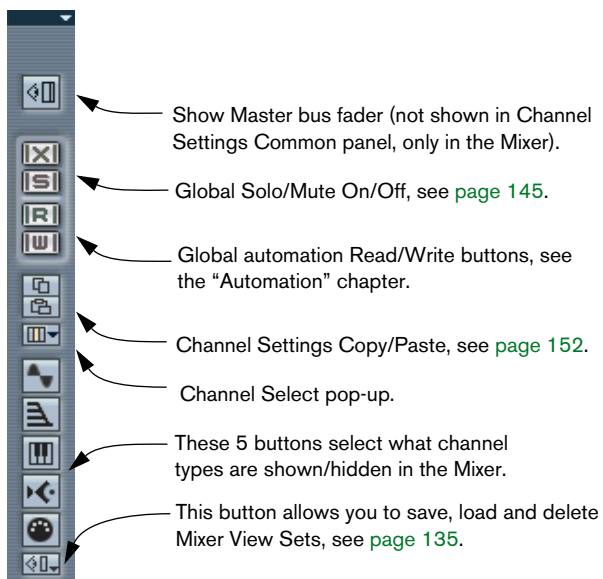 Show Master bus fader (not shown in Channel
Settings Common panel, only in the Mixer).
X
S
Global Solo/Mute On/Off, see page 145.
R
W
Global automation Read/Write buttons, see
the “Automation” chapter.
Channel Settings Copy/Paste, see page 152.
Channel Select pop-up.
These 5 buttons select what channel
types are shown/hidden in the Mixer.
This button allows you to save, load and delete
Mixer View Sets, see page 135.